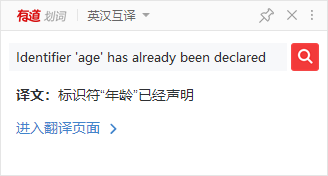 有道 划词 英汉互译
Identifier 'age' has already been declared
译文：标识符“年龄”已经声明
进入翻译页面